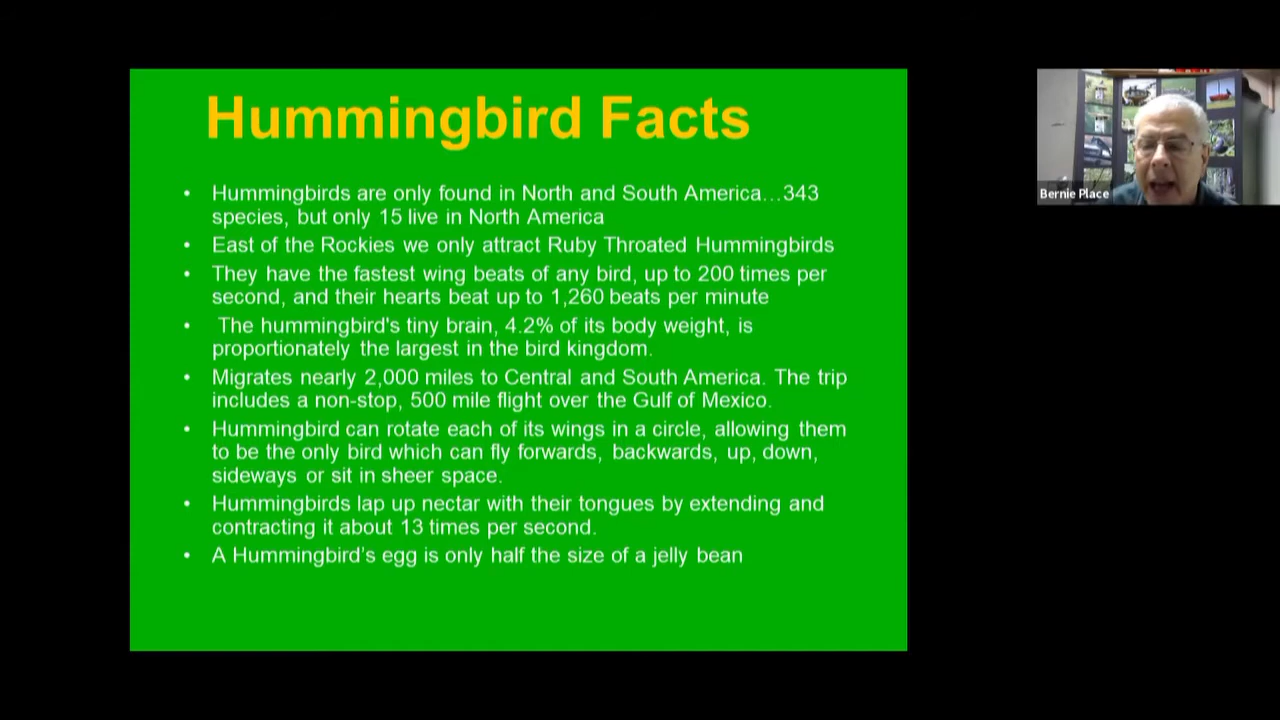 Hummingbird Facts
• Hummingbirds are only found in North and South America…343
species, but only 15 live in North America
• East of the Rockies we only attract Ruby Throated Hummingbirds
• They have the fastest wing beats of any bird, up to 200 times per
second, and their hearts beat up to 1,260 beats per minute
• The hummingbird's tiny brain, 4.2% of its body weight, is
proportionately the largest in the bird kingdom.
• Migrates nearly 2,000 miles to Central and South America. The trip
includes a non-stop, 500 mile flight over the Gulf of Mexico.
• Hummingbird can rotate each of its wings in a circle, allowing them
to be the only bird which can fly forwards, backwards, up, down,
sideways or sit in sheer space.
• Hummingbirds lap up nectar with their tongues by extending and
contracting it about 13 times per second.
• A Hummingbird’s egg is only half the size of a jelly bean
Bernie Place